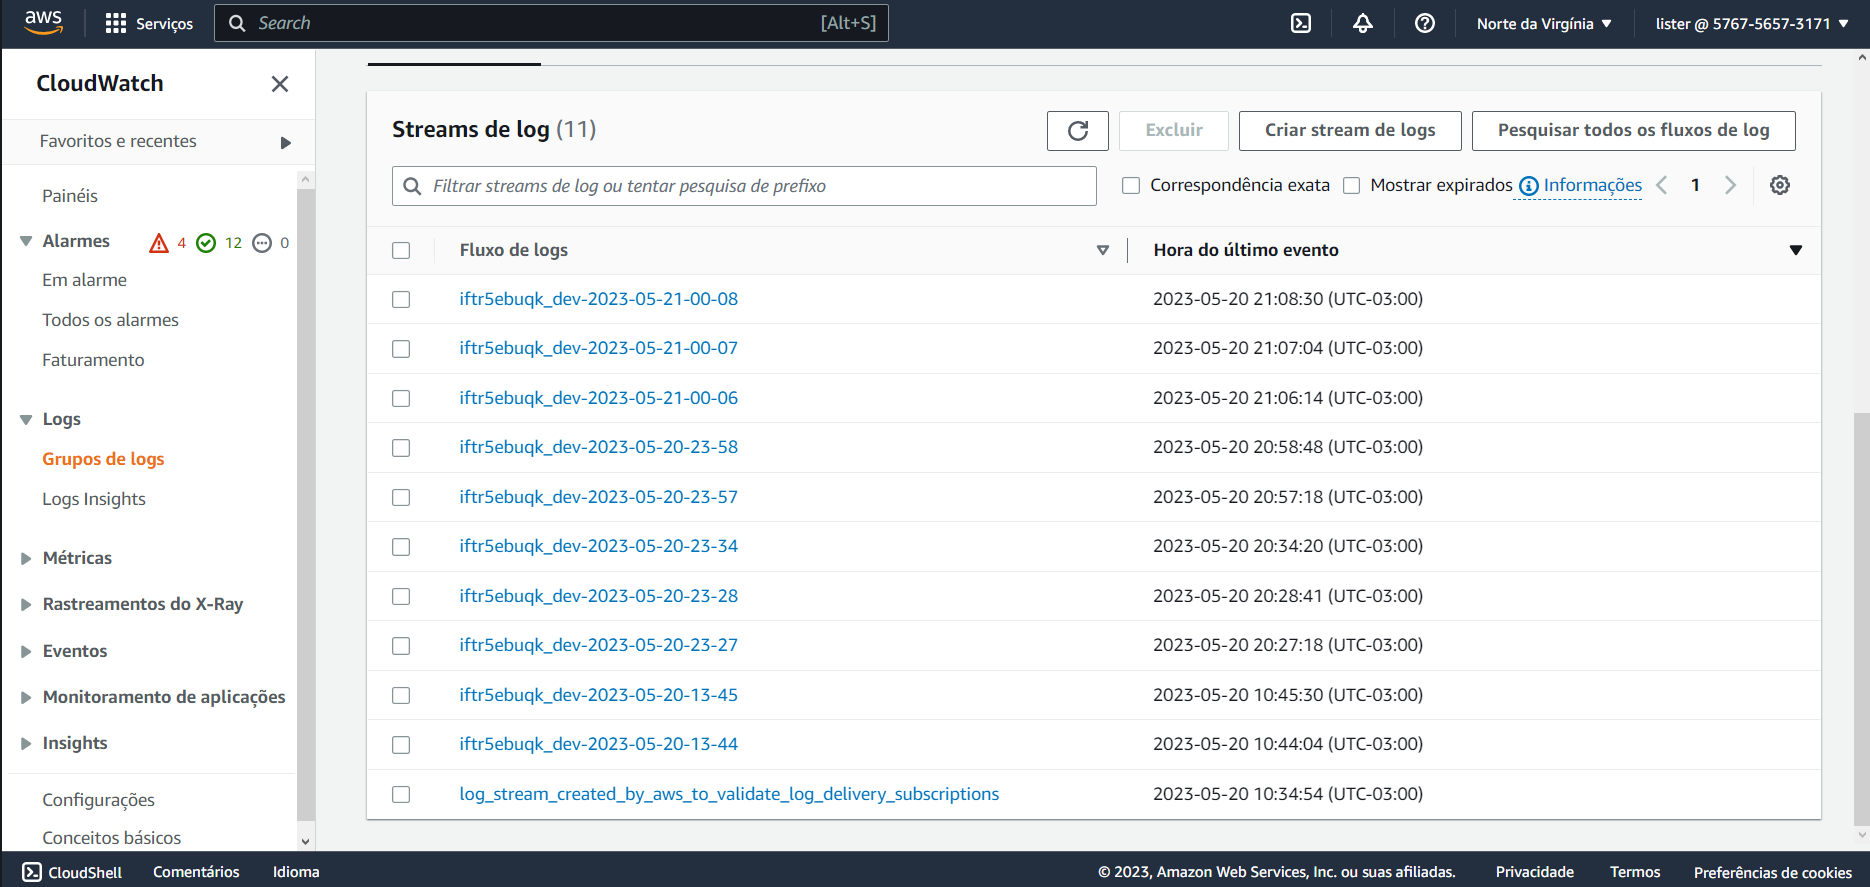 aws
Serviços
Search
[Alt+S]
Norte da Virgínia
lister @ 5767-5657-3171
CloudWatch
Favoritos e recentes
Painéis
Alarmes 4 12 0
Em alarme
Todos os alarmes
Faturamento
Logs
Grupos de logs
Logs Insights
Métricas
Rastreamentos do X-Ray
Eventos
Monitoramento de aplicações
Insights
Configurações
Conceitos básicos
Streams de log (11)
Excluir
Criar stream de logs
Pesquisar todos os fluxos de log
Filtrar streams de log ou tentar pesquisa de prefixo
Correspondência exata
Mostrar expirados
Informações
1
Fluxo de logs Hora do último evento
iftr5ebuqk_dev-2023-05-21-00-08 2023-05-20 21:08:30 (UTC-03:00)
iftr5ebuqk_dev-2023-05-21-00-07 2023-05-20 21:07:04 (UTC-03:00)
iftr5ebuqk_dev-2023-05-21-00-06 2023-05-20 21:06:14 (UTC-03:00)
iftr5ebuqk_dev-2023-05-20-23-58 2023-05-20 20:58:48 (UTC-03:00)
iftr5ebuqk_dev-2023-05-20-23-57 2023-05-20 20:57:18 (UTC-03:00)
iftr5ebuqk_dev-2023-05-20-23-34 2023-05-20 20:34:20 (UTC-03:00)
iftr5ebuqk_dev-2023-05-20-23-28 2023-05-20 20:28:41 (UTC-03:00)
iftr5ebuqk_dev-2023-05-20-23-27 2023-05-20 20:27:18 (UTC-03:00)
iftr5ebuqk_dev-2023-05-20-13-45 2023-05-20 10:45:30 (UTC-03:00)
iftr5ebuqk_dev-2023-05-20-13-44 2023-05-20 10:44:04 (UTC-03:00)
log_stream_created_by_aws_to_validate_log_delivery_subscriptions 2023-05-20 10:34:54 (UTC-03:00)
CloudShell
Comentários
Idioma
© 2023, Amazon Web Services, Inc. ou suas afiliadas.
Privacidade
Termos
Preferências de cookies